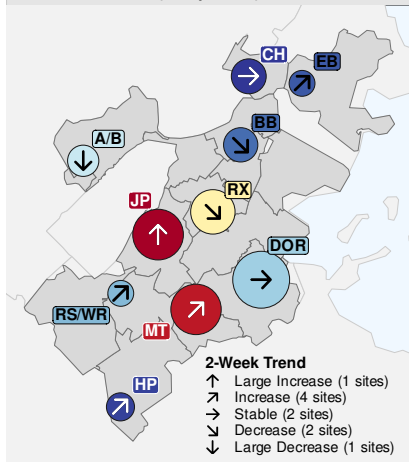 CH
EB
BB
A/B
RX
JP
DOR
RS/WR
MT
HP
2-Week Trend
↑ Large Increase (1 sites)
↗ Increase (4 sites)
→ Stable (2 sites)
↘ Decrease (2 sites)
↓ Large Decrease (1 sites)